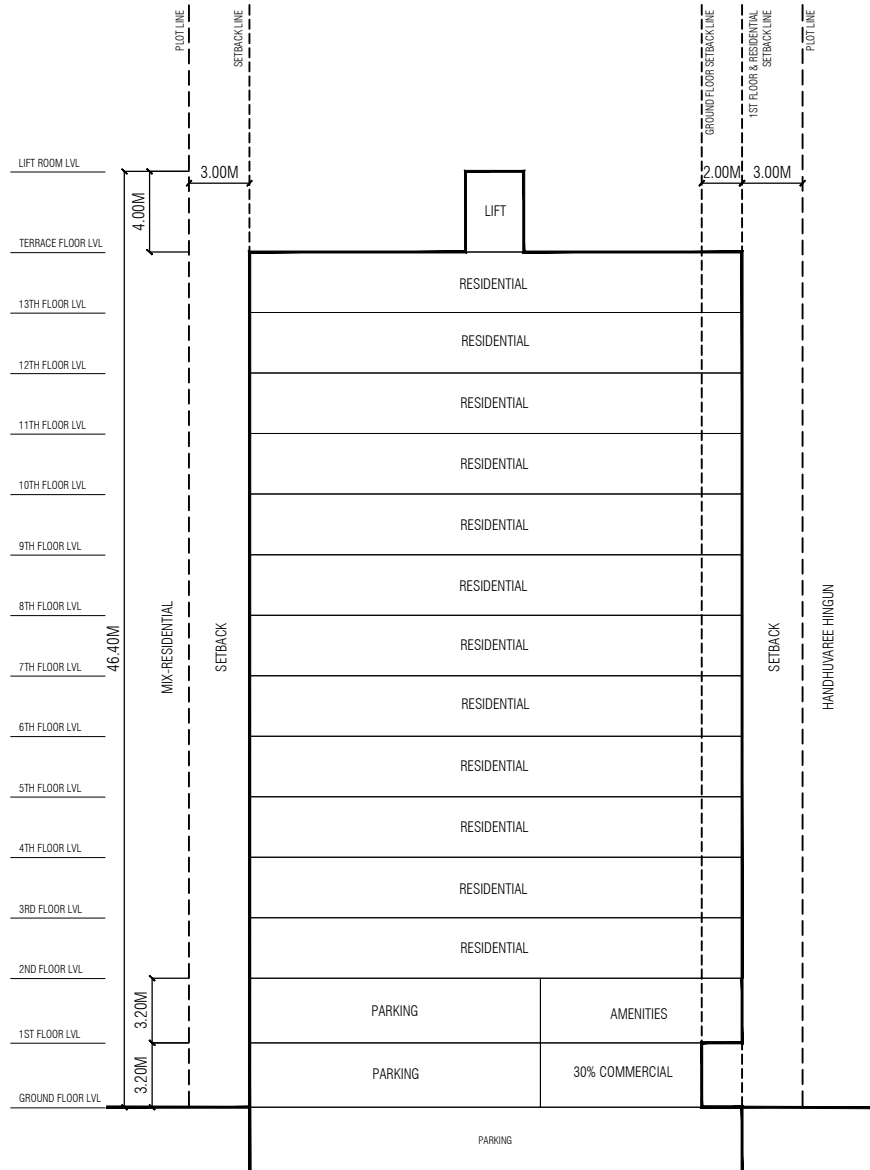 PLOT LINE
SETBACK LINE
GROUND FLOOR SETBACK LINE
1ST FLOOR & RESIDENTIAL
SETBACK LINE
PLOT LINE
LIFT ROOM LVL
3.00M
2.00M
3.00M
4.00M
LIFT
TERRACE FLOOR LVL
RESIDENTIAL
13TH FLOOR LVL
RESIDENTIAL
12TH FLOOR LVL
RESIDENTIAL
11TH FLOOR LVL
RESIDENTIAL
10TH FLOOR LVL
RESIDENTIAL
9TH FLOOR LVL
RESIDENTIAL
8TH FLOOR LVL
46.40M
MIX-RESIDENTIAL
SETBACK
RESIDENTIAL
SETBACK
HANDHUVAREE HINGUN
7TH FLOOR LVL
RESIDENTIAL
6TH FLOOR LVL
RESIDENTIAL
5TH FLOOR LVL
RESIDENTIAL
4TH FLOOR LVL
RESIDENTIAL
3RD FLOOR LVL
RESIDENTIAL
2ND FLOOR LVL
3.20M
PARKING
AMENITIES
1ST FLOOR LVL
3.20M
PARKING
30% COMMERCIAL
GROUND FLOOR LVL
PARKING